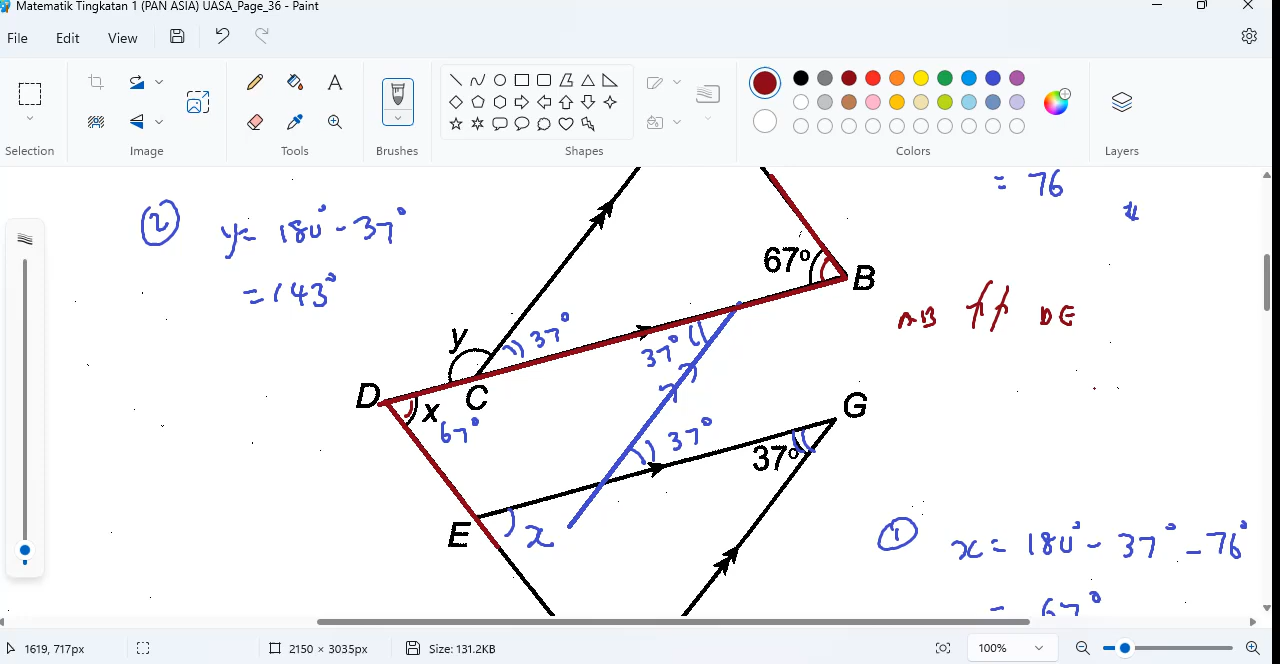 Matematik Tingkatan 1 (PAN ASIA) UASA_Page_36 - Paint
File Edit View
Selection Image Tools Brushes Shapes Colors Layers
= 76
② y = 180° - 37°
= 143°
67°
B
AB // DE
y
37°
37°
D
x
C
67°
G
37°
37°
E
x
① x = 180° - 37° - 76°
= 67°
1619, 717px
2150 × 3035px
Size: 131.2KB
100%